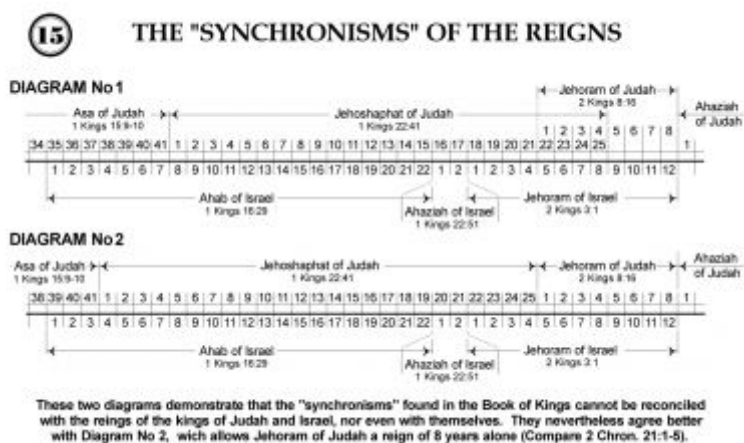 15
THE "SYNCHRONISMS" OF THE REIGNS
DIAGRAM No 1
Jehoram of Judah
2 Kings 8:16
Asa of Judah
1 Kings 15:9-10
Jehoshaphat of Judah
1 Kings 22:41
Ahaziah
of Judah
1 2 3 4 5 6 7 8
34 35 36 37 38 39 40 41 1 2 3 4 5 6 7 8 9 10 11 12 13 14 15 16 17 18 19 20 21 22 23 24 25 1
1 2 3 4 5 6 7 8 9 10 11 12 13 14 15 16 17 18 19 20 21 22 1 2 1 2 3 4 5 6 7 8 9 10 11 12
Ahab of Israel
1 Kings 16:29
Ahaziah of Israel
1 Kings 22:51
Jehoram of Israel
2 Kings 3:1
DIAGRAM No 2
Asa of Judah
1 Kings 15:9-10
Jehoshaphat of Judah
1 Kings 22:41
Jehoram of Judah
2 Kings 8:16
Ahaziah
of Judah
38 39 40 41 1 2 3 4 5 6 7 8 9 10 11 12 13 14 15 16 17 18 19 20 21 22 23 24 25 1 2 3 4 5 6 7 8 1
1 2 3 4 5 6 7 8 9 10 11 12 13 14 15 16 17 18 19 20 21 22 1 2 1 2 3 4 5 6 7 8 9 10 11 12
Ahab of Israel
1 Kings 16:29
Ahaziah of Israel
1 Kings 22:51
Jehoram of Israel
2 Kings 3:1
These two diagrams demonstrate that the "synchronisms" found in the Book of Kings cannot be reconciled
with the reings of the kings of Judah and Israel, nor even with themselves. They nevertheless agree better
with Diagram No 2, wich allows Jehoram of Judah a reign of 8 years alone (Compare 2 Chron. 21:1-5).